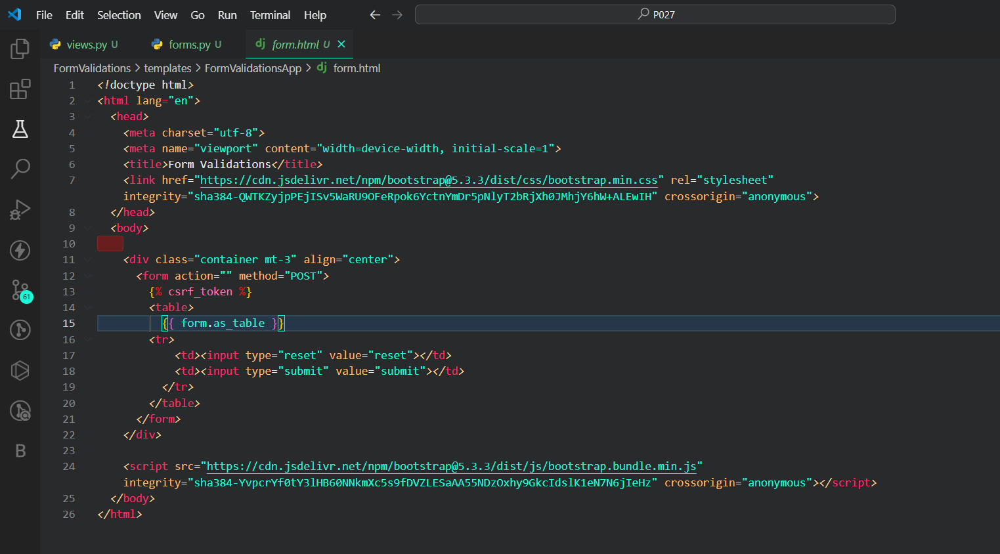 File Edit Selection View Go Run Terminal Help P027
views.py U forms.py U form.html U
FormValidations > templates > FormValidationsApp > form.html
1 <!doctype html>
2 <html lang="en">
3 <head>
4 <meta charset="utf-8">
5 <meta name="viewport" content="width=device-width, initial-scale=1">
6 <title>Form Validations</title>
7 <link href="https://cdn.jsdelivr.net/npm/bootstrap@5.3.3/dist/css/bootstrap.min.css" rel="stylesheet"
integrity="sha384-QWTKZyjpPEjISv5WaRU9OFeRpok6YctnYmDr5pNlyT2bRjXh0JMhjY6hW+ALEwIH" crossorigin="anonymous">
8 </head>
9 <body>
10
11 <div class="container mt-3" align="center">
12 <form action="" method="POST">
13 {% csrf_token %}
14 <table>
15 {{ form.as_table }}
16 <tr>
17 <td><input type="reset" value="reset"></td>
18 <td><input type="submit" value="submit"></td>
19 </tr>
20 </table>
21 </form>
22 </div>
23
24 <script src="https://cdn.jsdelivr.net/npm/bootstrap@5.3.3/dist/js/bootstrap.bundle.min.js"
integrity="sha384-YvpcrYf0tY3lHB60NNkmXc5s9fDVZLESaAA55NDzOxhy9GkcIdslK1eN7N6jIeHz" crossorigin="anonymous"></script>
25 </body>
26 </html>
61
B